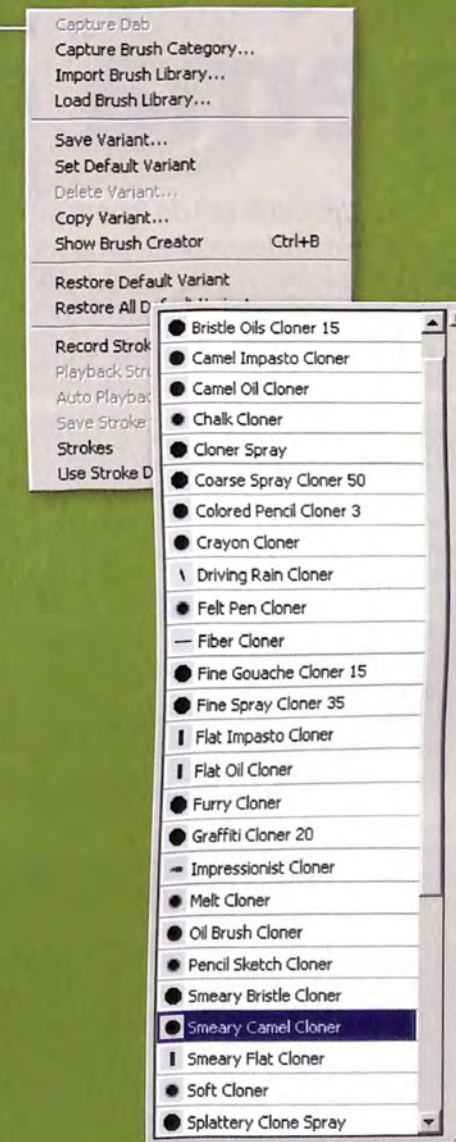 Capture Dab
Capture Brush Category...
Import Brush Library...
Load Brush Library...
Save Variant...
Set Default Variant
Delete Variant...
Copy Variant...
Show Brush Creator Ctrl+B
Restore Default Variant
Restore All
Record Strok
Playback Str
Auto Playbac
Save Stroke
Strokes
Use Stroke D
Bristle Oils Cloner 15
Camel Impasto Cloner
Camel Oil Cloner
Chalk Cloner
Cloner Spray
Coarse Spray Cloner 50
Colored Pencil Cloner 3
Crayon Cloner
Driving Rain Cloner
Felt Pen Cloner
Fiber Cloner
Fine Gouache Cloner 15
Fine Spray Cloner 35
Flat Impasto Cloner
Flat Oil Cloner
Furry Cloner
Graffiti Cloner 20
Impressionist Cloner
Melt Cloner
Oil Brush Cloner
Pencil Sketch Cloner
Smeary Bristle Cloner
Smeary Camel Cloner
Smeary Flat Cloner
Soft Cloner
Splattery Clone Spray